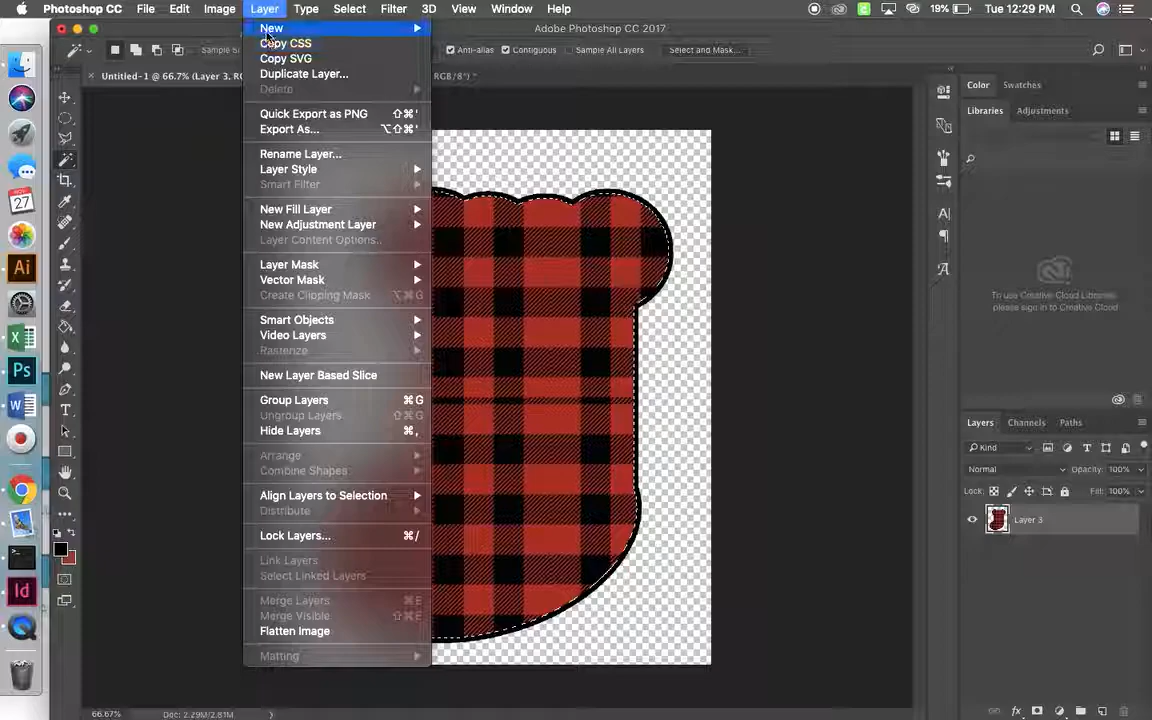 Photoshop CC File Edit Image Layer Type Select Filter 3D View Window Help 19% Tue 12:29 PM
Adobe Photoshop CC 2017
Anti-alias Contiguous Sample All Layers Select and Mask...
Untitled-1 @ 66.7% (Layer 3, RG RGB/8*) *
New
Copy CSS
Copy SVG
Duplicate Layer...
Delete
Quick Export as PNG ⇧⌘'
Export As... ⌥⇧⌘'
Rename Layer...
Layer Style
Smart Filter
New Fill Layer
New Adjustment Layer
Layer Content Options...
Layer Mask
Vector Mask
Create Clipping Mask ⌥⌘G
Smart Objects
Video Layers
Rasterize
New Layer Based Slice
Group Layers ⌘G
Ungroup Layers ⇧⌘G
Hide Layers ⌘,
Arrange
Combine Shapes
Align Layers to Selection
Distribute
Lock Layers... ⌘/
Link Layers
Select Linked Layers
Merge Layers ⌘E
Merge Visible ⇧⌘E
Flatten Image
Matting
Color Swatches
Libraries Adjustments
To use Creative Cloud Libraries,
please sign in to Creative Cloud
Layers Channels Paths
Kind
Normal Opacity: 100%
Lock: Fill: 100%
Layer 3
27
Ai
Ps
Id
66.67% Doc: 2.29M/2.81M